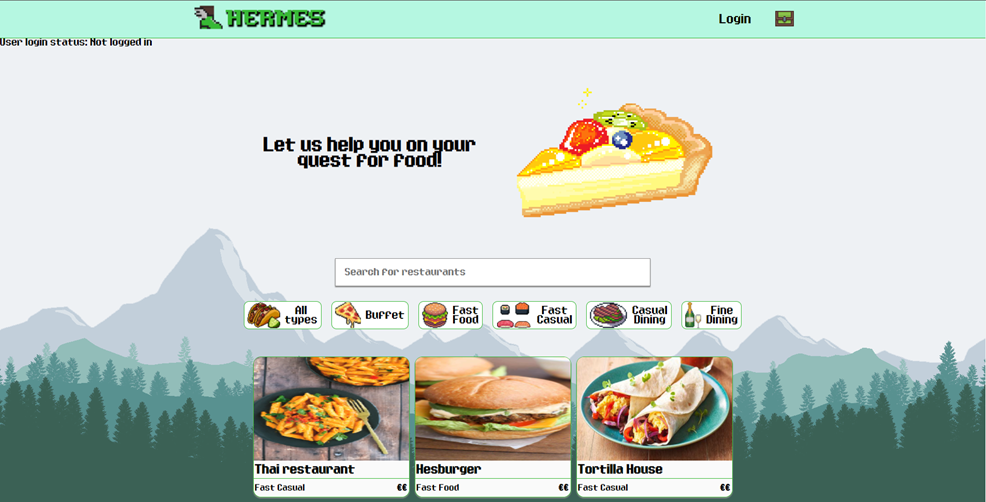 HERMES
Login
User login status: Not logged in
Let us help you on your
quest for food!
Search for restaurants
All
types
Buffet
Fast
Food
Fast
Casual
Casual
Dining
Fine
Dining
Thai restaurant
Hesburger
Tortilla House
Fast Casual
€€
Fast Food
€€
Fast Casual
€€